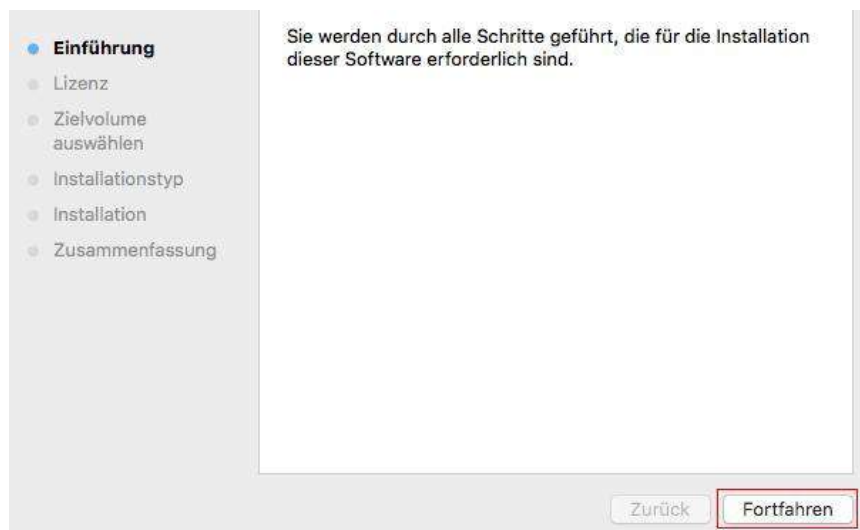 Einführung
Lizenz
Zielvolume
auswählen
Installationstyp
Installation
Zusammenfassung
Sie werden durch alle Schritte geführt, die für die Installation
dieser Software erforderlich sind.
Zurück
Fortfahren